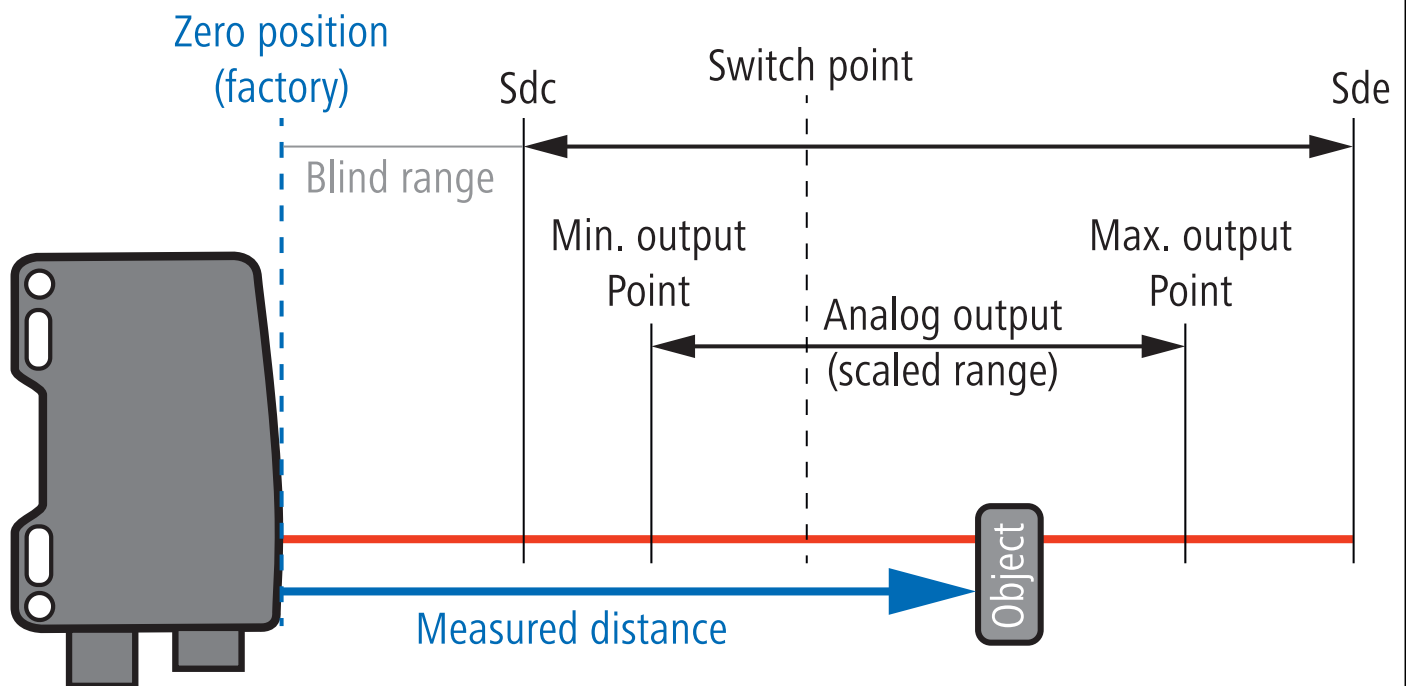 Zero position
(factory)
Sdc
Switch point
Sde
Blind range
Min. output
Point
Max. output
Point
Analog output
(scaled range)
Object
Measured distance